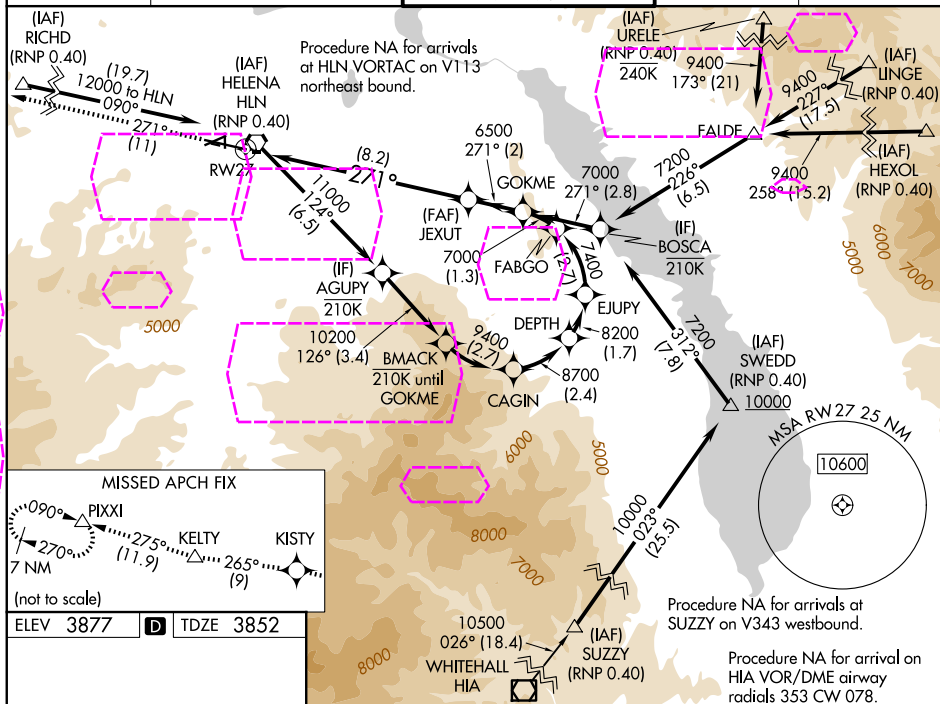 (IAF)
RICHD
(RNP 0.40)
(19.7)
12000 to HLN
090°
271°
(11)
(IAF)
HELENA
HLN
(RNP 0.40)
RW27
Procedure NA for arrivals
at HLN VORTAC on V113
northeast bound.
(IAF)
URELE
(RNP 0.40)
240K
9400
173° (21)
(IAF)
LINGE
(RNP 0.40)
9400
227°
(17.5)
FALDE
(IAF)
HEXOL
(RNP 0.40)
9400
258° (15.2)
7200
226°
(6.5)
(8.2)
271°
6500
271° (2)
GOKME
7000
271° (2.8)
(FAF)
JEXUT
7000
(1.3)
FABGO
(IF)
BOSCA
210K
11000
124°
(6.5)
(IF)
AGUPY
210K
7400
(2.7)
EJUPY
DEPTH
8200
(1.7)
10200
126° (3.4)
BMACK
210K until
GOKME
9400
(2.7)
CAGIN
8700
(2.4)
7200
312°
(7.8)
(IAF)
SWEDD
(RNP 0.40)
10000
5000
5000
6000
7000
6000
5000
8000
7000
8000
MSA RW27 25 NM
10600
MISSED APCH FIX
090°
270°
7 NM
PIXXI
275°
(11.9)
KELTY
265°
(9)
KISTY
(not to scale)
10000
023°
(25.5)
10500
026° (18.4)
(IAF)
SUZZY
(RNP 0.40)
WHITEHALL
HIA
Procedure NA for arrivals at
SUZZY on V343 westbound.
Procedure NA for arrival on
HIA VOR/DME airway
radials 353 CW 078.
ELEV 3877 D TDZE 3852